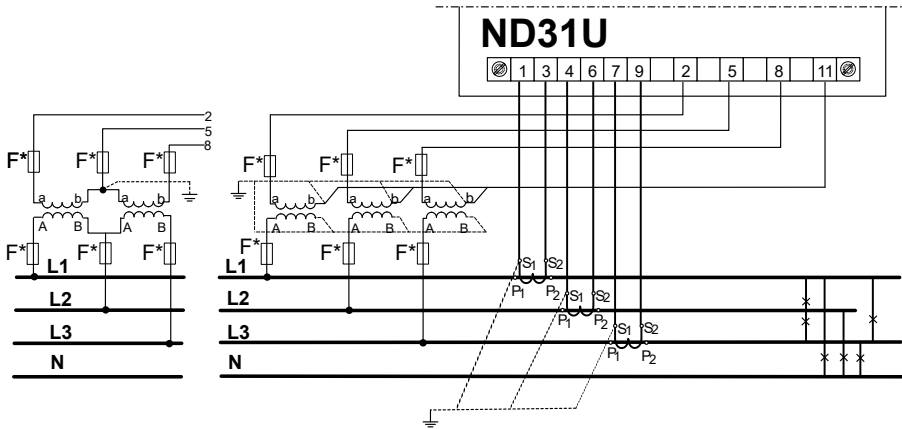 ND31U
1 3 4 6 7 9 2 5 8 11
2
5
8
F* F* F* F* F* F*
a b a b a b a b a b
A B A B A B A B A B
F* F* F* F* F* F*
L1 L1 S1 S2
P1 P2
L2 L2 S1 S2
P1 P2
L3 L3 S1 S2
P1 P2
N N